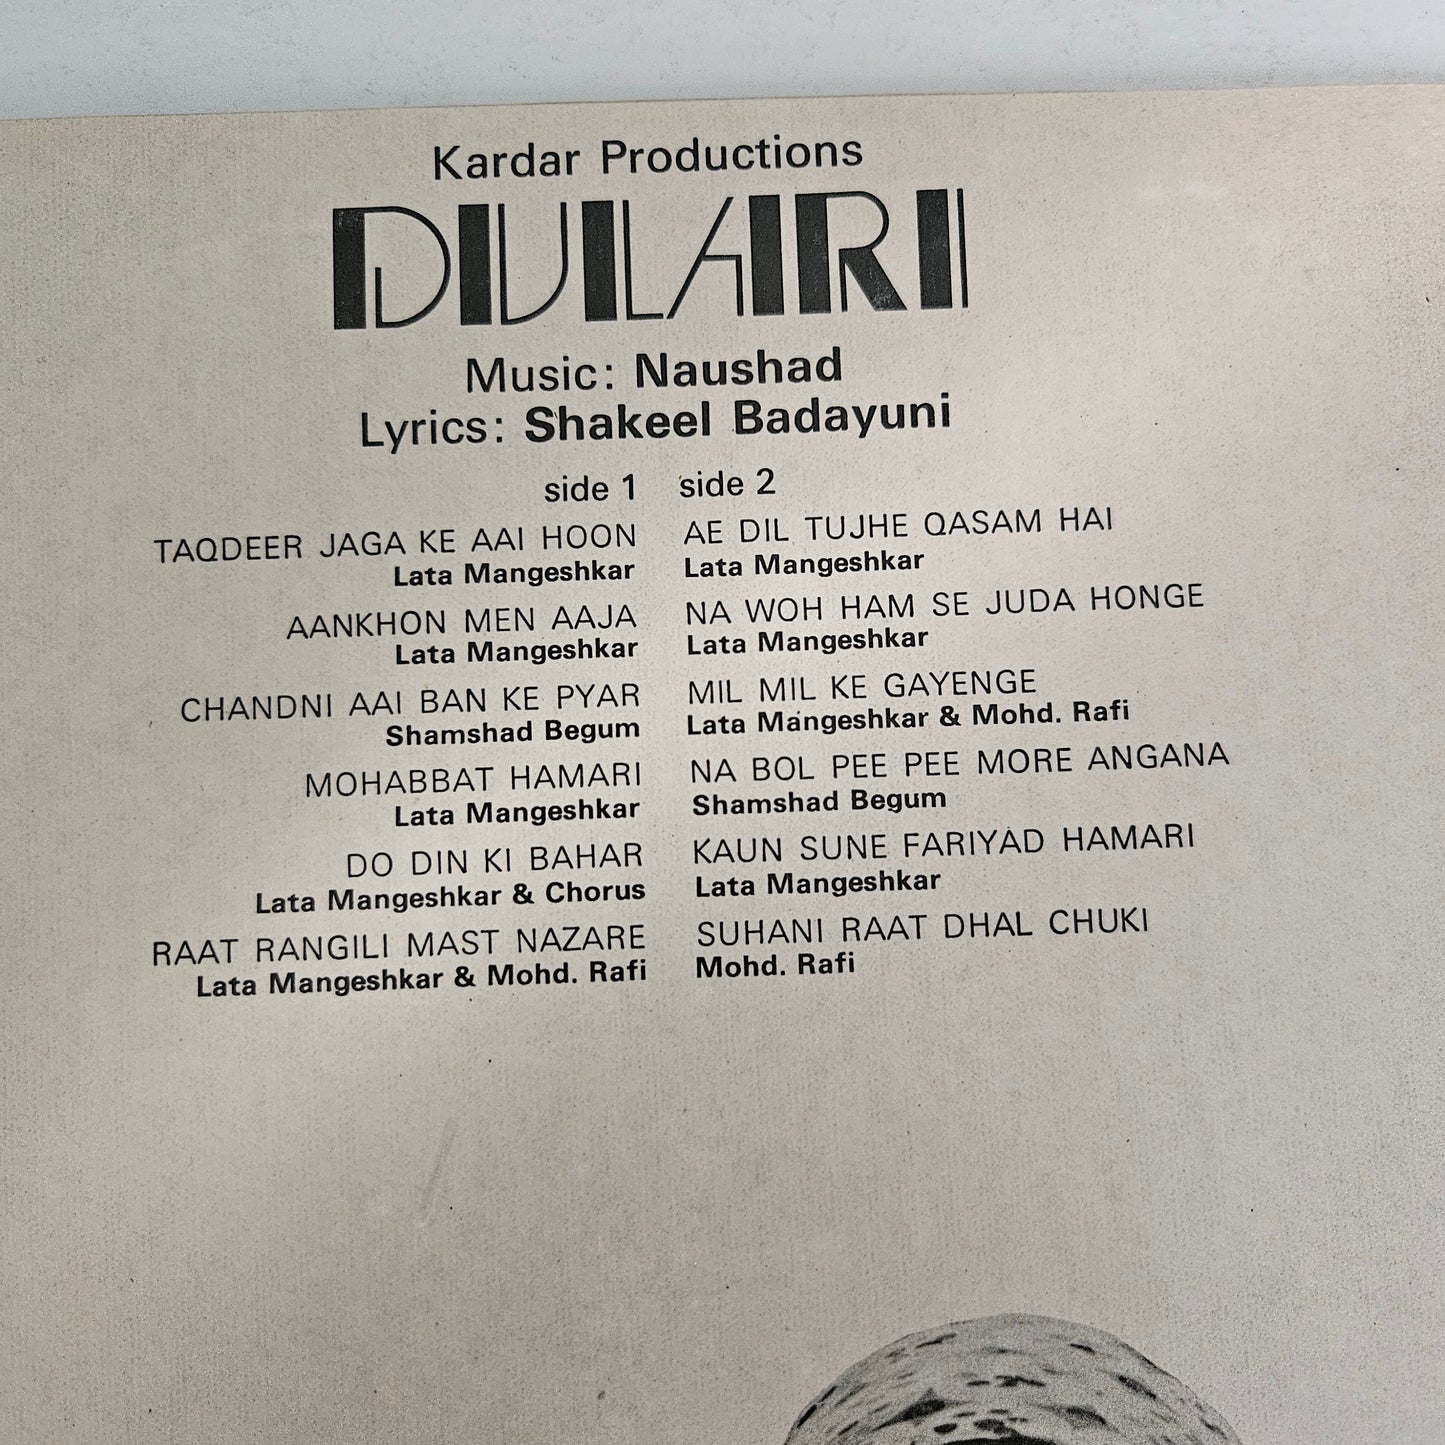 Kardar Productions
DULARI
Music: Naushad
Lyrics: Shakeel Badayuni
side 1
TAQDEER JAGA KE AAI HOON
Lata Mangeshkar
AANKHON MEN AAJA
Lata Mangeshkar
CHANDNI AAI BAN KE PYAR
Shamshad Begum
MOHABBAT HAMARI
Lata Mangeshkar
DO DIN KI BAHAR
Lata Mangeshkar & Chorus
RAAT RANGILI MAST NAZARE
Lata Mangeshkar & Mohd. Rafi
side 2
AE DIL TUJHE QASAM HAI
Lata Mangeshkar
NA WOH HAM SE JUDA HONGE
Lata Mangeshkar
MIL MIL KE GAYENGE
Lata Mangeshkar & Mohd. Rafi
NA BOL PEE PEE MORE ANGANA
Shamshad Begum
KAUN SUNE FARIYAD HAMARI
Lata Mangeshkar
SUHANI RAAT DHAL CHUKI
Mohd. Rafi